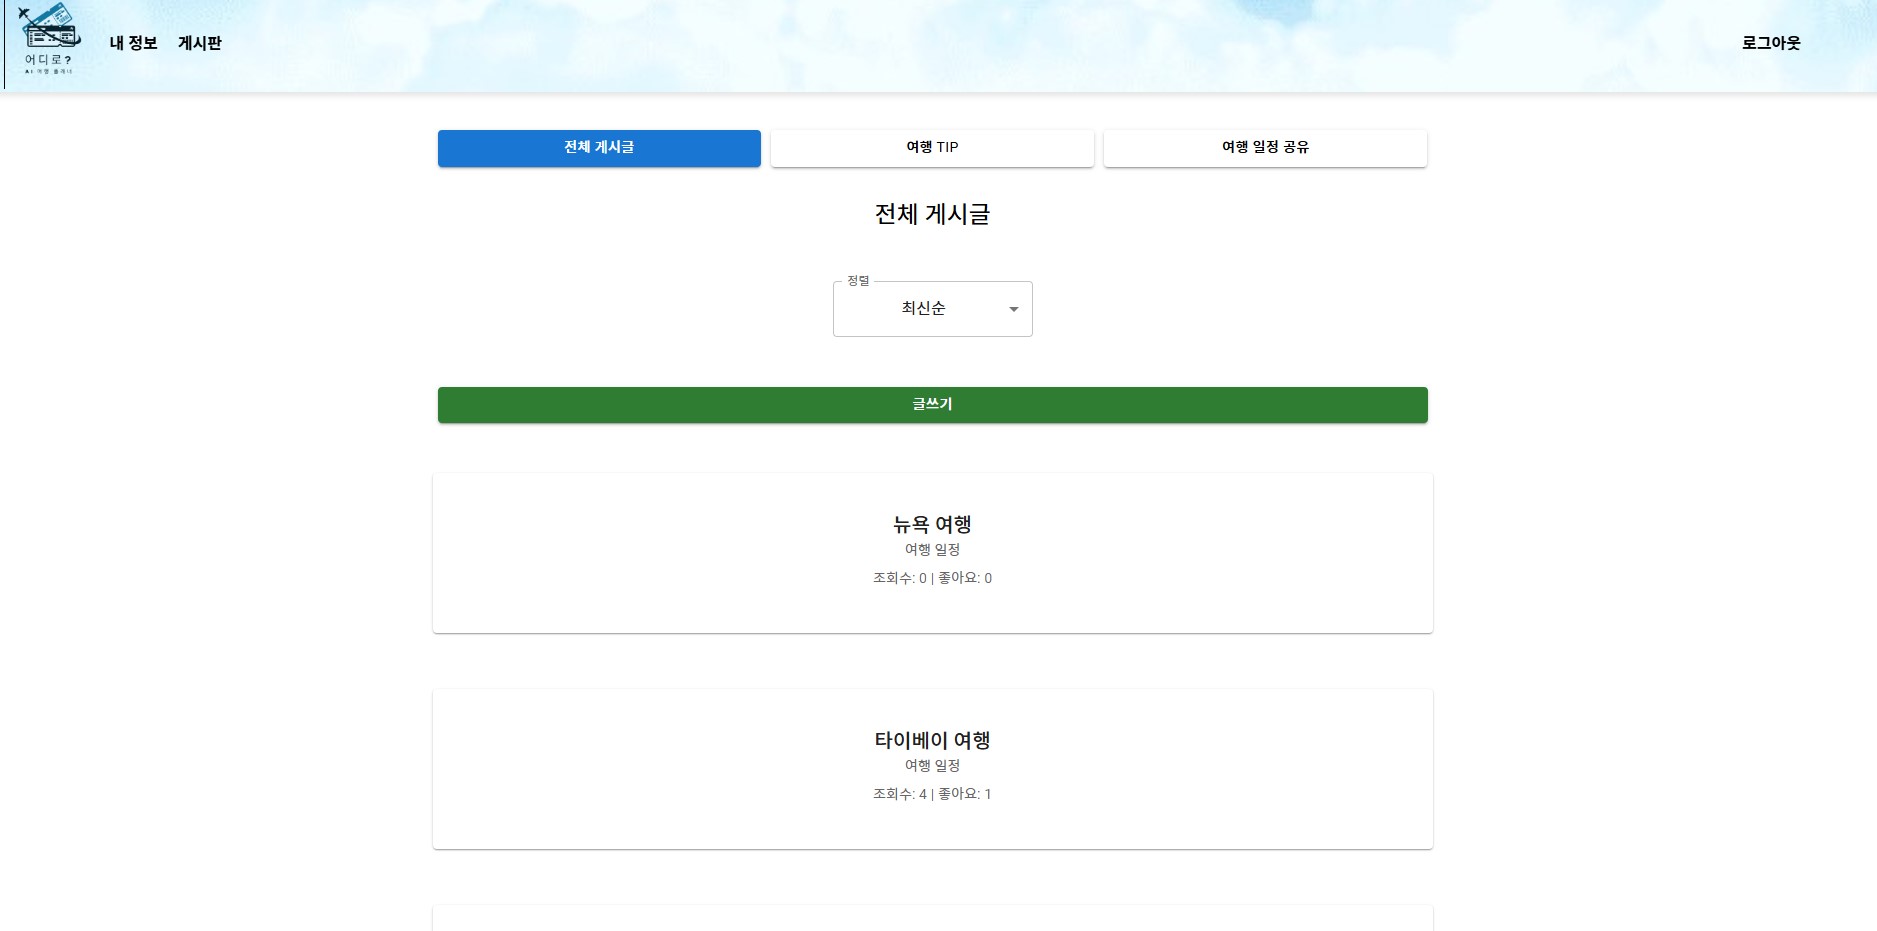 어디로?
AI 여행 플래너
내 정보
게시판
로그아웃
전체 게시글
여행 TIP
여행 일정 공유
전체 게시글
정렬
최신순
글쓰기
뉴욕 여행
여행 일정
조회수: 0 | 좋아요: 0
타이베이 여행
여행 일정
조회수: 4 | 좋아요: 1